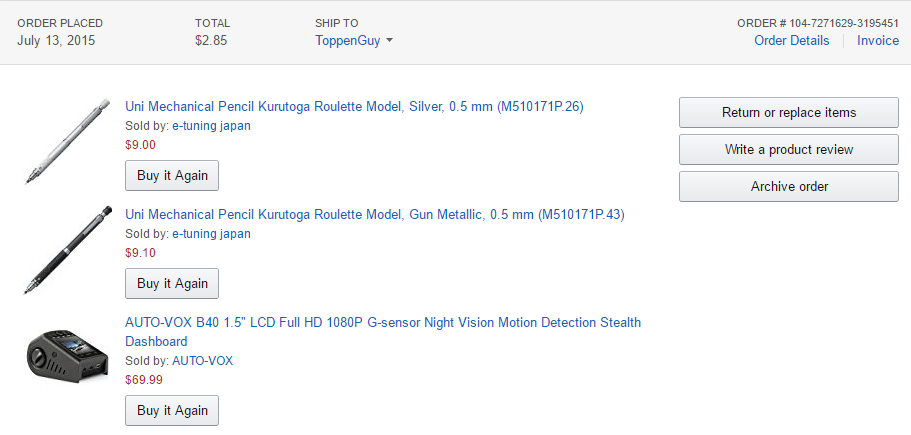 ORDER PLACED TOTAL SHIP TO ORDER # 104-7271629-3195451
July 13, 2015 $2.85 ToppenGuy Order Details Invoice
Uni Mechanical Pencil Kurutoga Roulette Model, Silver, 0.5 mm (M510171P.26)
Sold by: e-tuning japan
$9.00
Buy it Again
Uni Mechanical Pencil Kurutoga Roulette Model, Gun Metallic, 0.5 mm (M510171P.43)
Sold by: e-tuning japan
$9.10
Buy it Again
AUTO-VOX B40 1.5" LCD Full HD 1080P G-sensor Night Vision Motion Detection Stealth
Dashboard
Sold by: AUTO-VOX
$69.99
Buy it Again
Return or replace items
Write a product review
Archive order